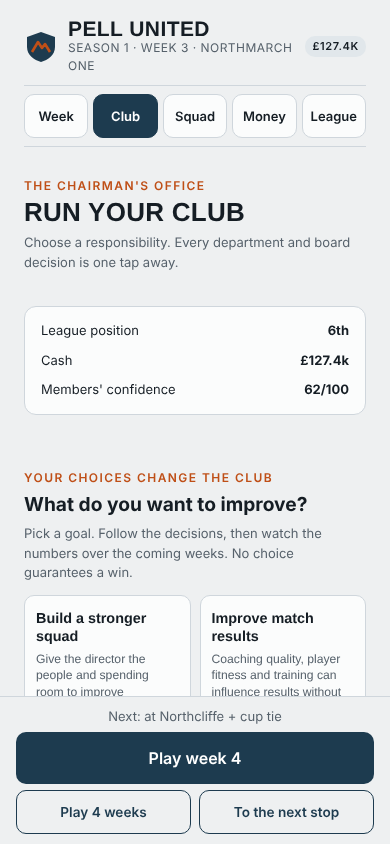 PELL UNITED
SEASON 1 · WEEK 3 · NORTHMARCH
ONE
£127.4K
Week
Club
Squad
Money
League
THE CHAIRMAN'S OFFICE
RUN YOUR CLUB
Choose a responsibility. Every department and board
decision is one tap away.
League position
6th
Cash
£127.4k
Members' confidence
62/100
YOUR CHOICES CHANGE THE CLUB
What do you want to improve?
Pick a goal. Follow the decisions, then watch the
numbers over the coming weeks. No choice
guarantees a win.
Build a stronger
squad
Give the director the
people and spending
room to improve
Improve match
results
Coaching quality, player
fitness and training can
influence results without
Next: at Northcliffe + cup tie
Play week 4
Play 4 weeks
To the next stop